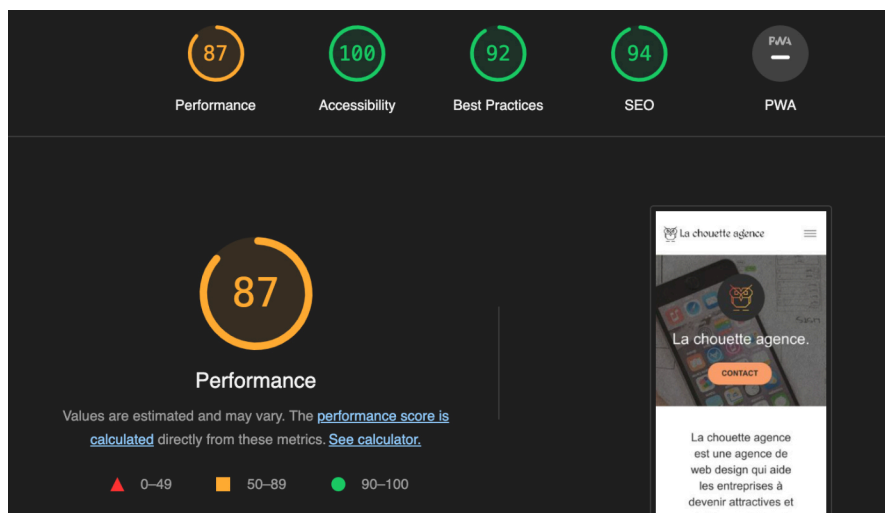 87
100
92
94
PWA
Performance
Accessibility
Best Practices
SEO
PWA
87
Performance
Values are estimated and may vary. The performance score is
calculated directly from these metrics. See calculator.
0–49
50–89
90–100
La chouette agence
La chouette agence.
CONTACT
La chouette agence
est une agence de
web design qui aide
les entreprises à
devenir attractives et